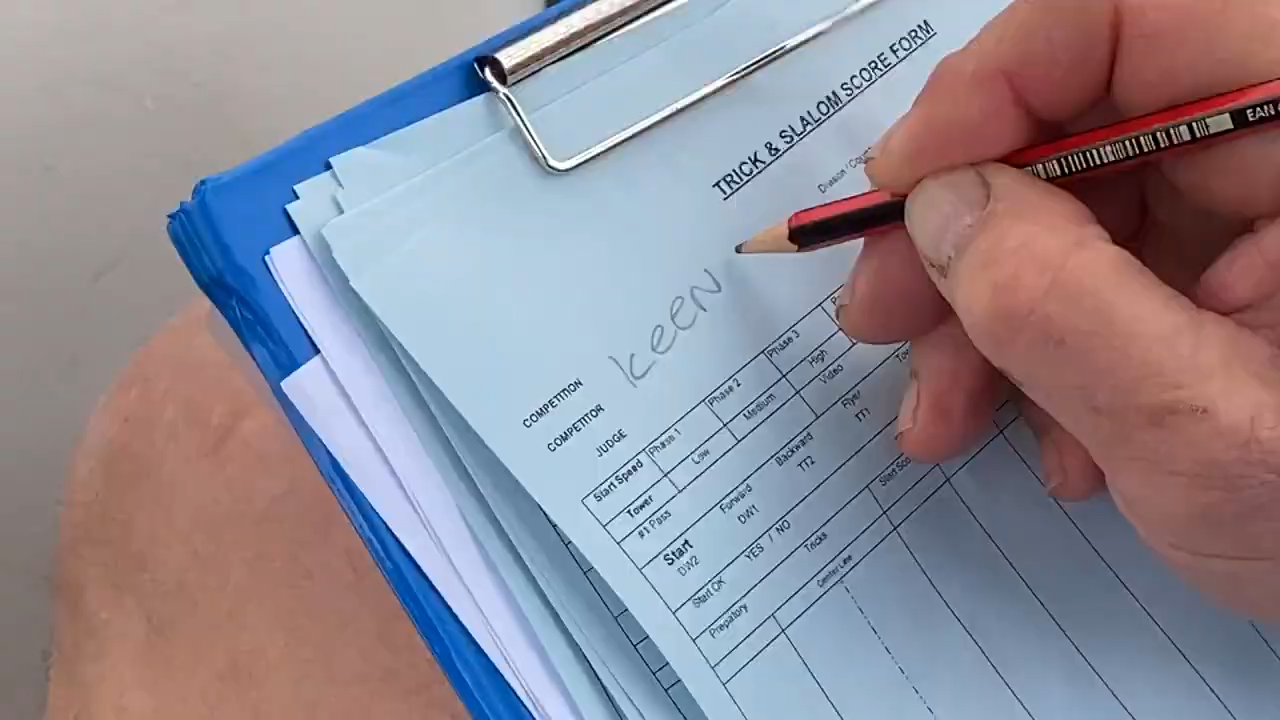 TRICK & SLALOM SCORE FORM
Division
COMPETITION
COMPETITOR Keen
JUDGE
Start Speed Phase 1 Phase 2 Phase 3
Tower Low Medium High
#1 Pass Video
Start Forward Backward Flyer
DW2 DW1 TT2 TT1
Start OK YES / NO
Prepatory Tricks
Center Line
EAN